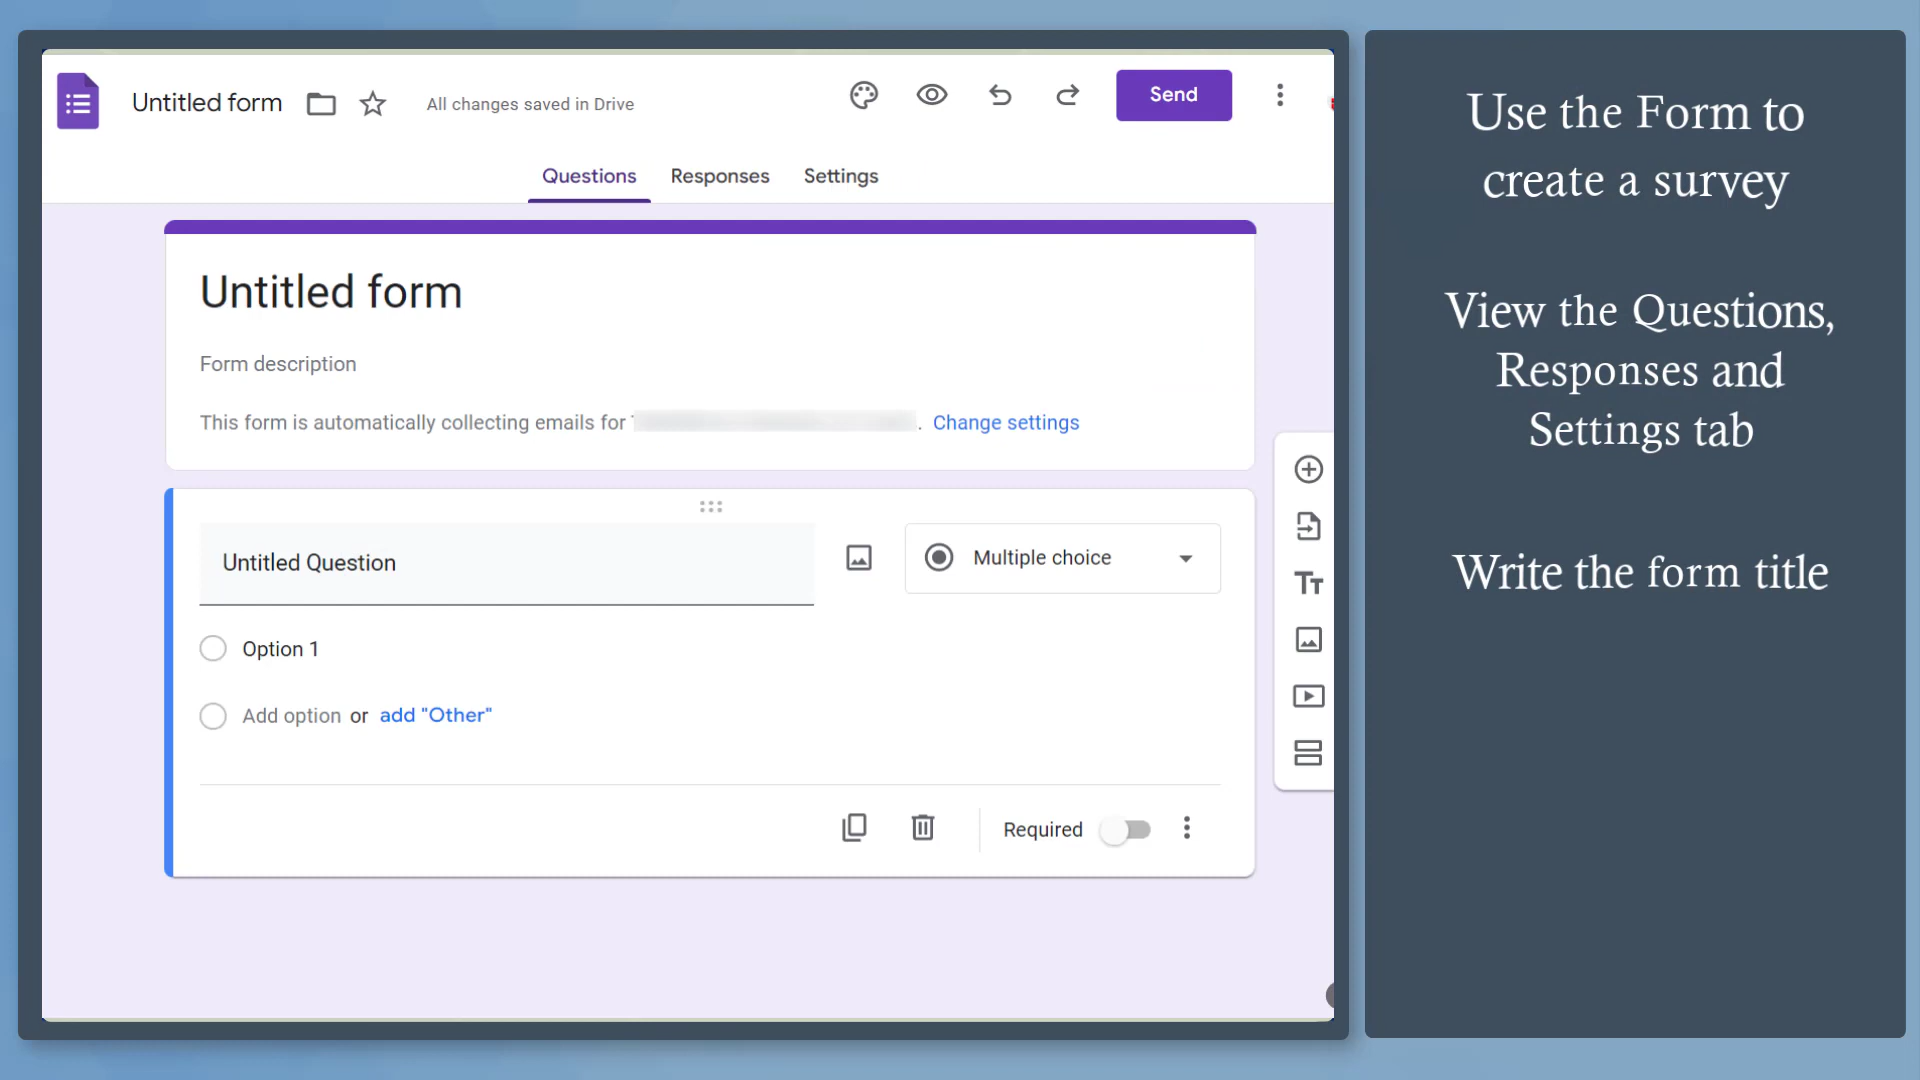 Untitled form
All changes saved in Drive
Send
Questions Responses Settings
Untitled form
Form description
This form is automatically collecting emails for . Change settings
Untitled Question
Multiple choice
Option 1
Add option or add "Other"
Required
Use the Form to
create a survey
View the Questions,
Responses and
Settings tab
Write the form title